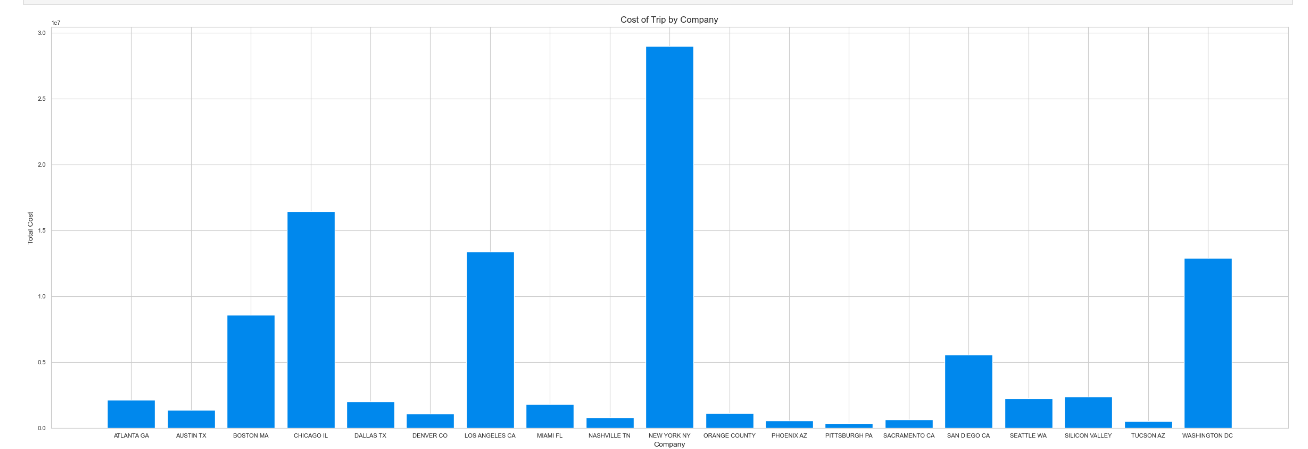 Cost of Trip by Company
1e7
3.0
2.5
2.0
1.5
1.0
0.5
0.0
Total Cost
ATLANTA GA AUSTIN TX BOSTON MA CHICAGO IL DALLAS TX DENVER CO LOS ANGELES CA MIAMI FL NASHVILLE TN NEW YORK NY ORANGE COUNTY PHOENIX AZ PITTSBURGH PA SACRAMENTO CA SAN DIEGO CA SEATTLE WA SILICON VALLEY TUCSON AZ WASHINGTON DC
Company